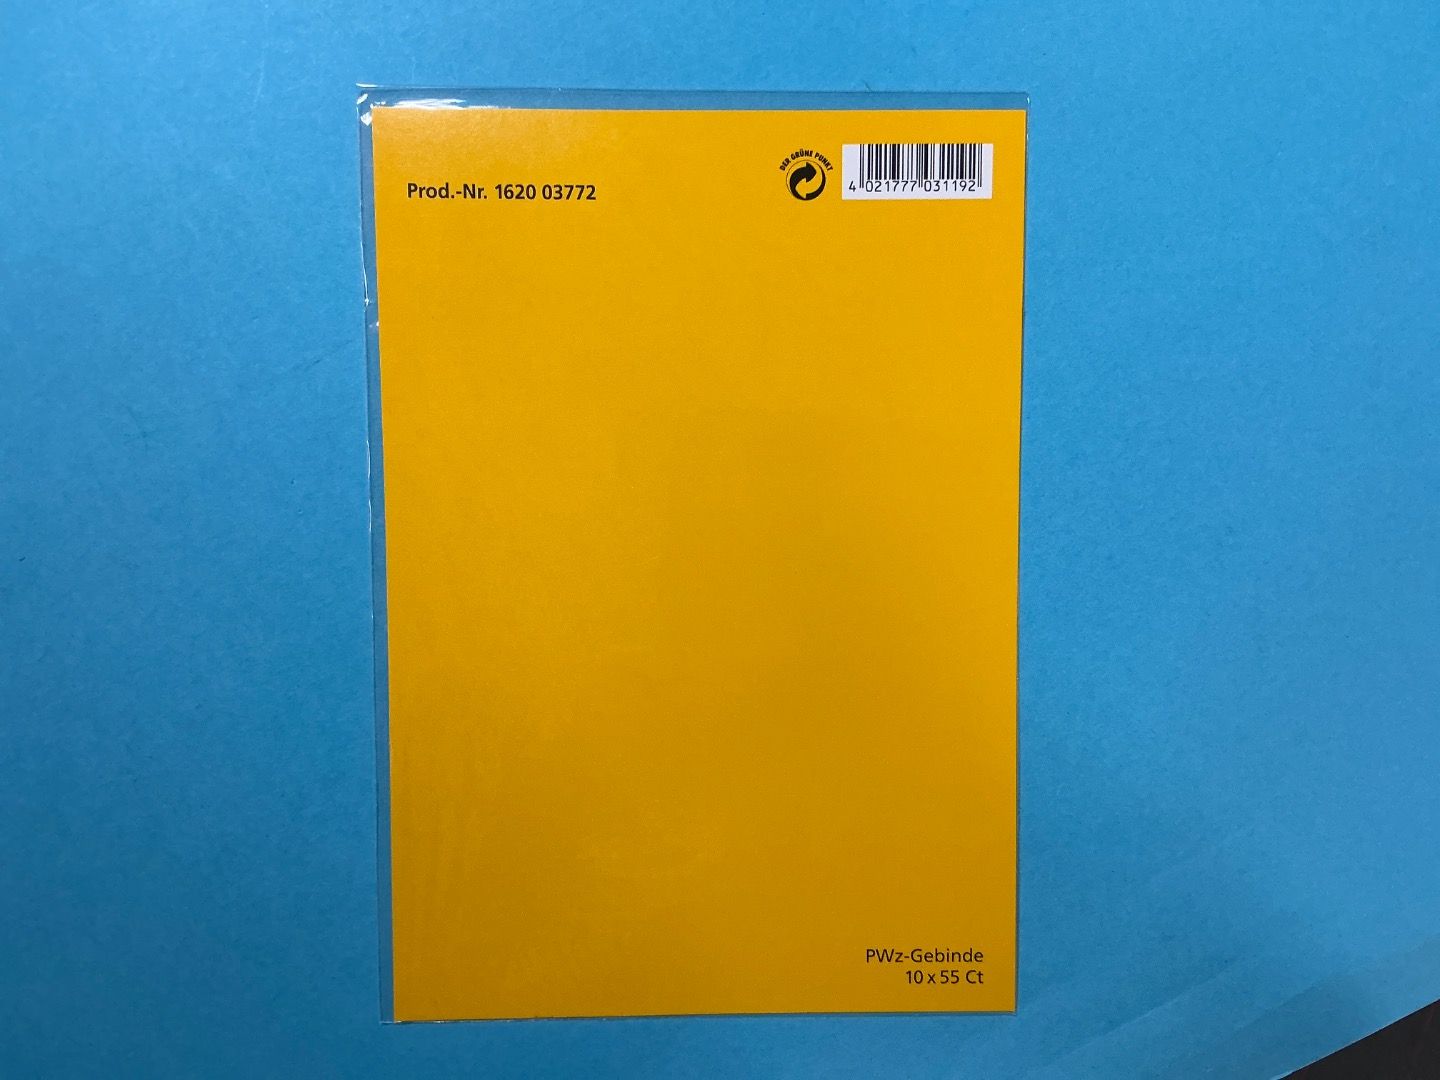 Prod.-Nr. 1620 03772
DER GRÜNE PUNKT
4 021777 031192
PWz-Gebinde
10 x 55 Ct